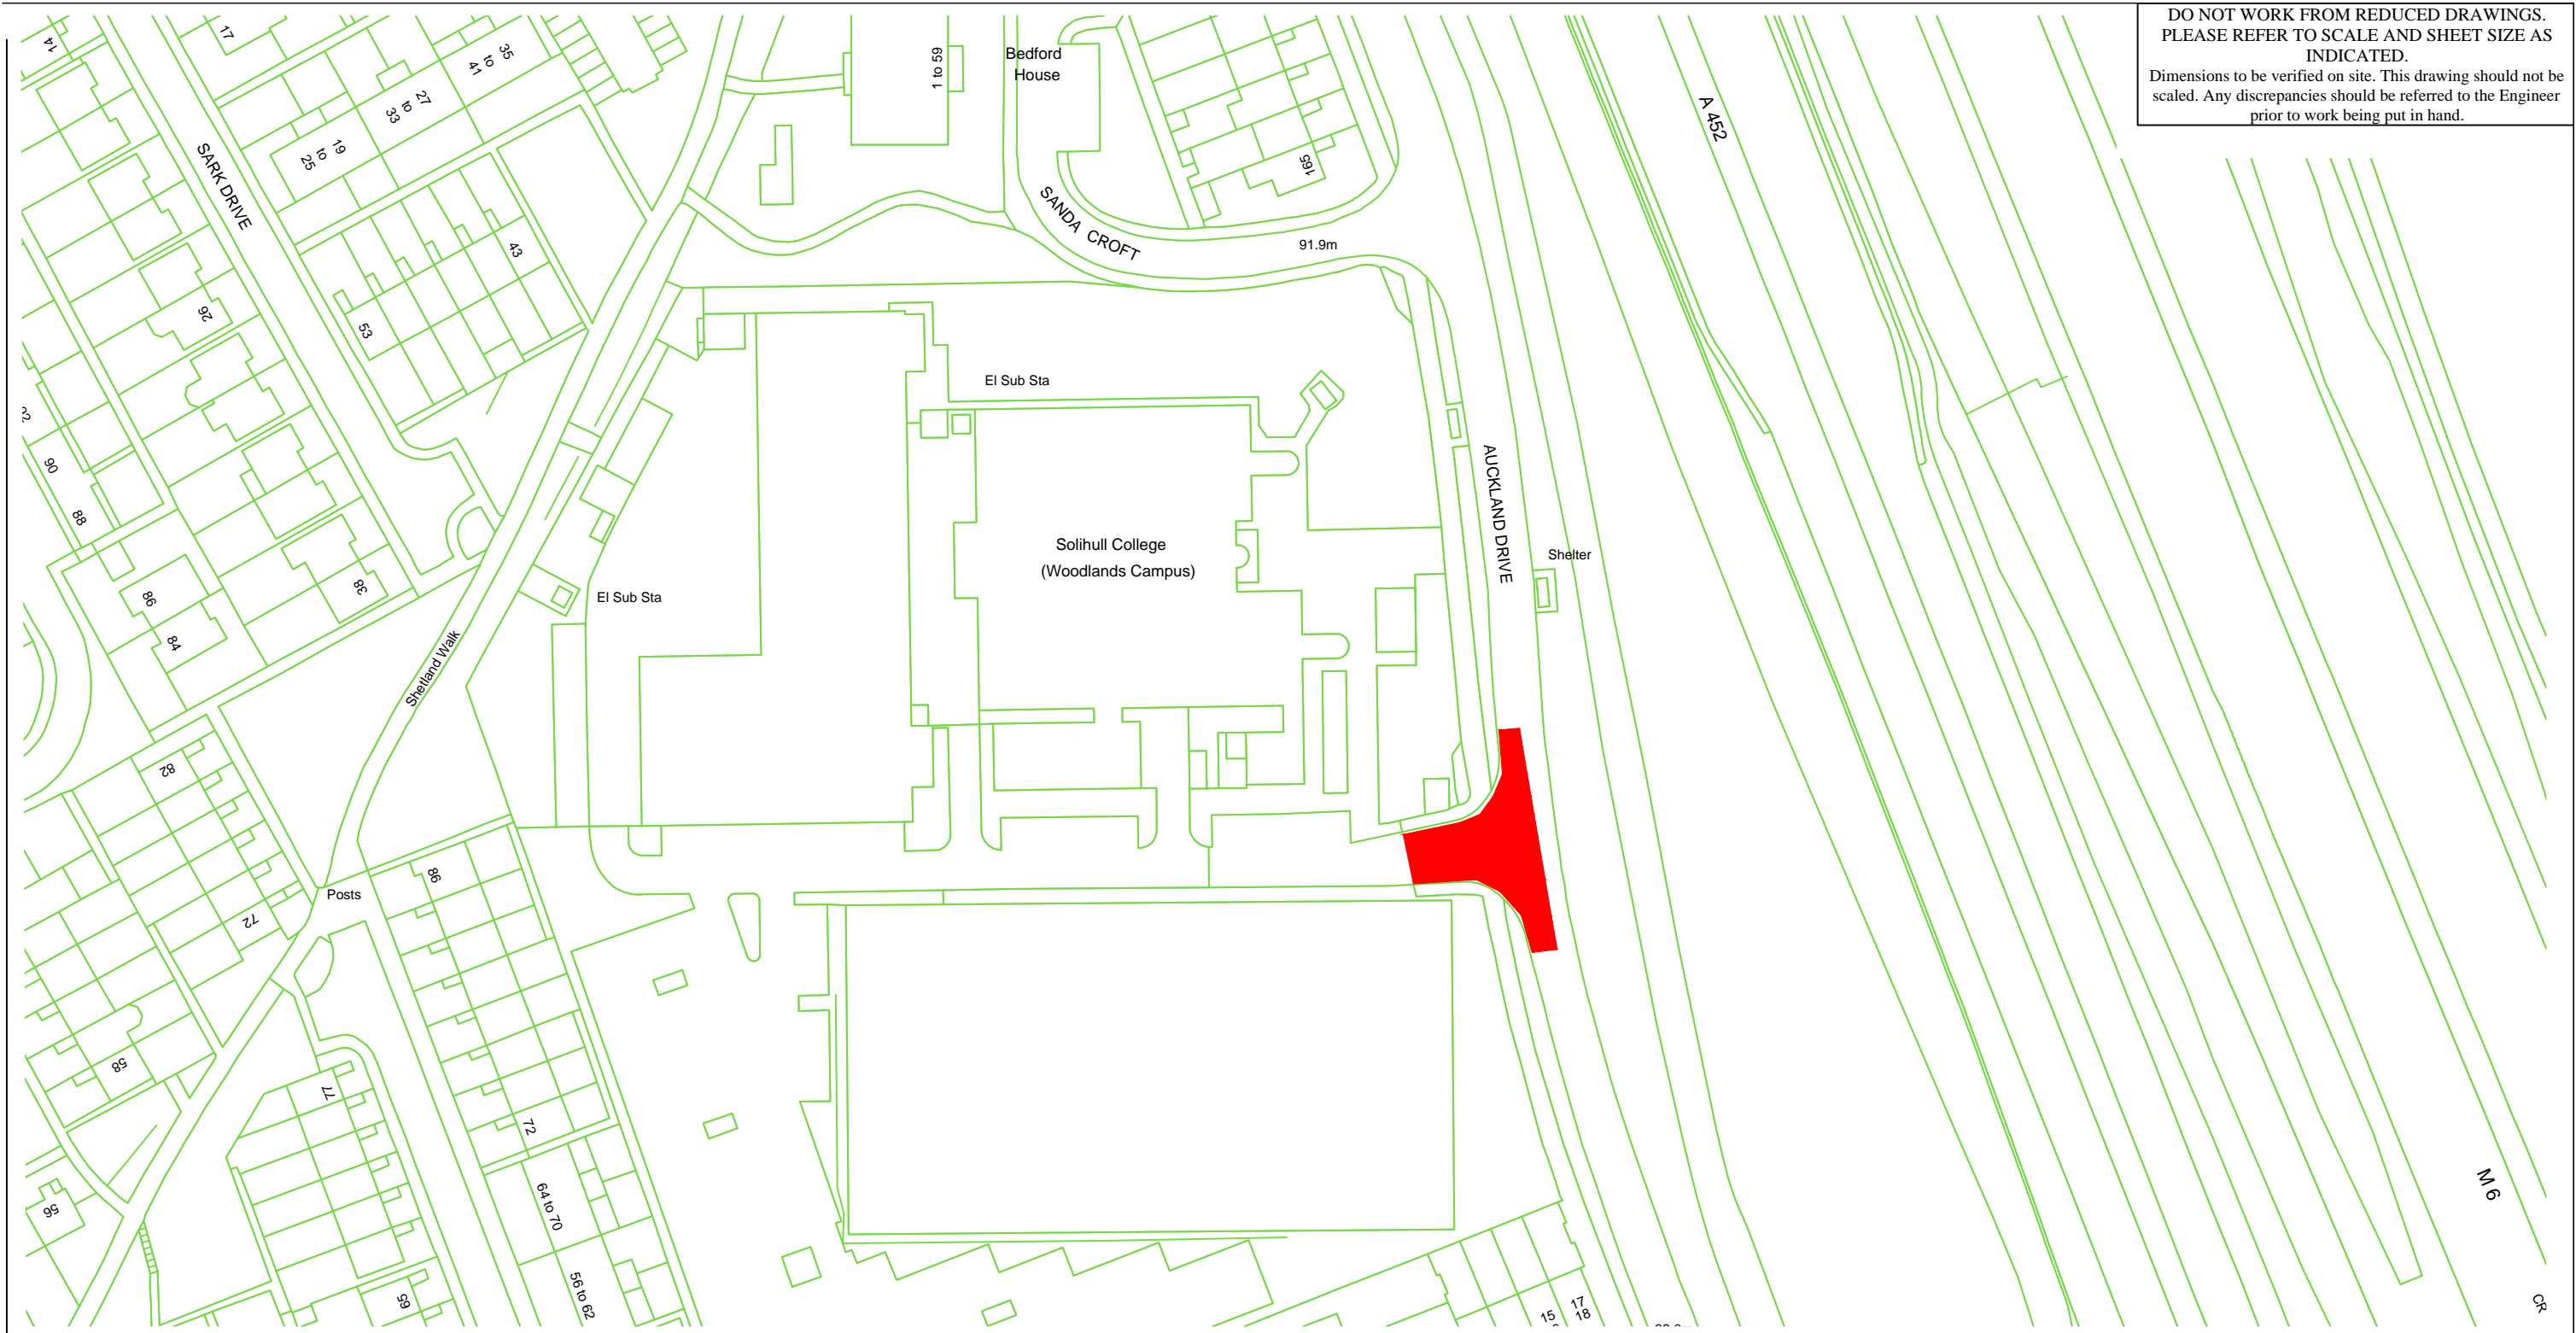 DO NOT WORK FROM REDUCED DRAWINGS.
PLEASE REFER TO SCALE AND SHEET SIZE AS
INDICATED.
Dimensions to be verified on site. This drawing should not be
scaled. Any discrepancies should be referred to the Engineer
prior to work being put in hand.
14
17
35
to
41
27
to
33
19
to
25
1 to 59
Bedford
House
165
A 452
SARK DRIVE
SANDA CROFT
91.9m
43
53
26
El Sub Sta
90
88
AUCKLAND DRIVE
Solihull College
(Woodlands Campus)
Shelter
El Sub Sta
38
86
84
Shetland Walk
82
86
Posts
72
58
77
72
M 6
56
64 to 70
56 to 62
65
15
17
18
CR